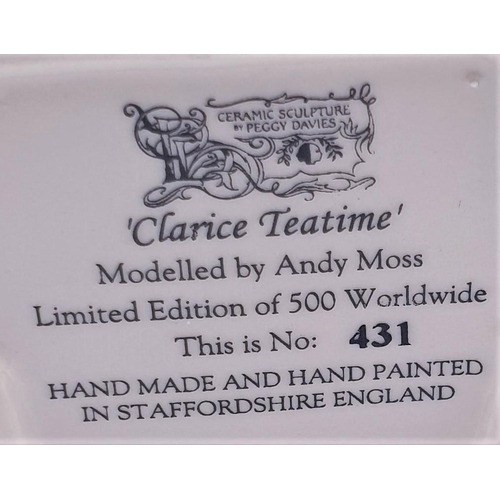 CERAMIC SCULPTURE
BY PEGGY DAVIES
'Clarice Teatime'
Modelled by Andy Moss
Limited Edition of 500 Worldwide
This is No: 431
HAND MADE AND HAND PAINTED
IN STAFFORDSHIRE ENGLAND